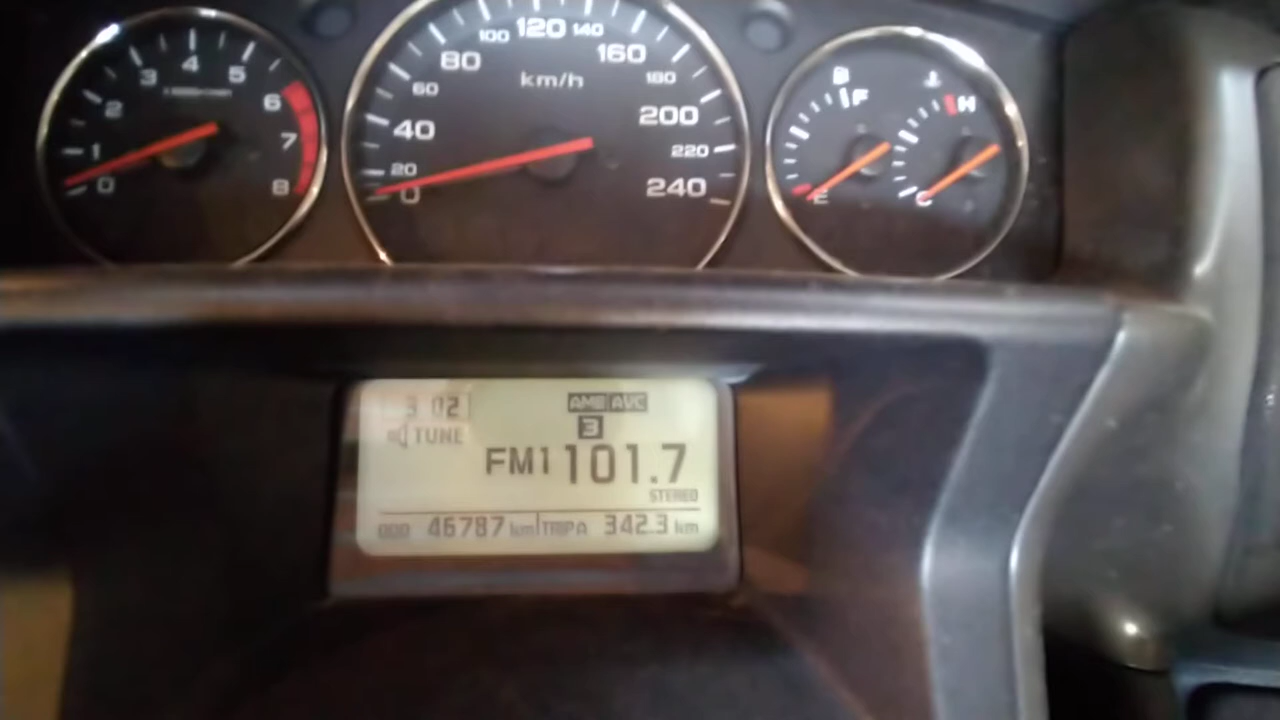 0 1 2 3 4 5 6 7 8
0 20 40 60 80 100 120 140 160 180 200 220 240
km/h
F
E
H
C
3 02
AME AVC
TUNE
3
FM1 101.7
STEREO
ODO 46787 km TRIP A 342.3 km